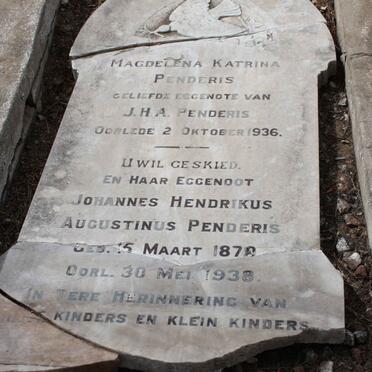 MAGDELENA KATRINA
PENDERIS
GELIEFDE EGGENOTE VAN
J.H.A. PENDERIS
OORLEDE 2 OKTOBER 1936.
U WIL GESKIED.
EN HAAR EGGENOOT
JOHANNES HENDRIKUS
AUGUSTINUS PENDERIS
GEB. 15 MAART 1878
OORL. 30 MEI 1938.
IN TERE HERINNERING VAN
KINDERS EN KLEIN KINDERS